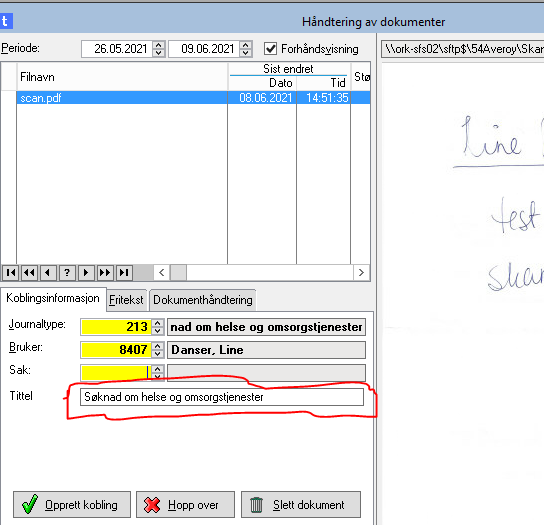 t Håndtering av dokumenter
Periode: 26.05.2021 09.06.2021 Forhåndsvisning
\\ork-sfs02\sftp$\54Averoy\Skan
Filnavn Sist endret Stø
Dato Tid
scan.pdf 08.06.2021 14:51:35
Line
test
skan
Koblingsinformasjon Fritekst Dokumenthåndtering
Journaltype: 213 nad om helse og omsorgstjenester
Bruker: 8407 Danser, Line
Sak:
Tittel Søknad om helse og omsorgstjenester
Opprett kobling Hopp over Slett dokument